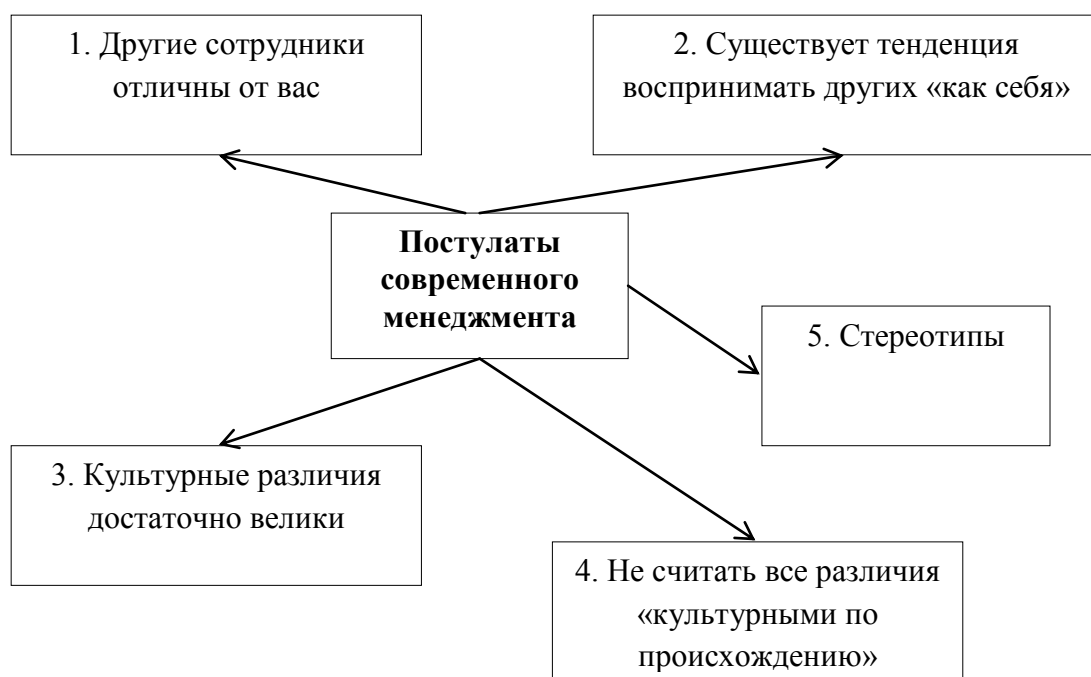 1. Другие сотрудники
отличны от вас
2. Существует тенденция
воспринимать других «как себя»
Постулаты
современного
менеджмента
5. Стереотипы
3. Культурные различия
достаточно велики
4. Не считать все различия
«культурными по
происхождению»